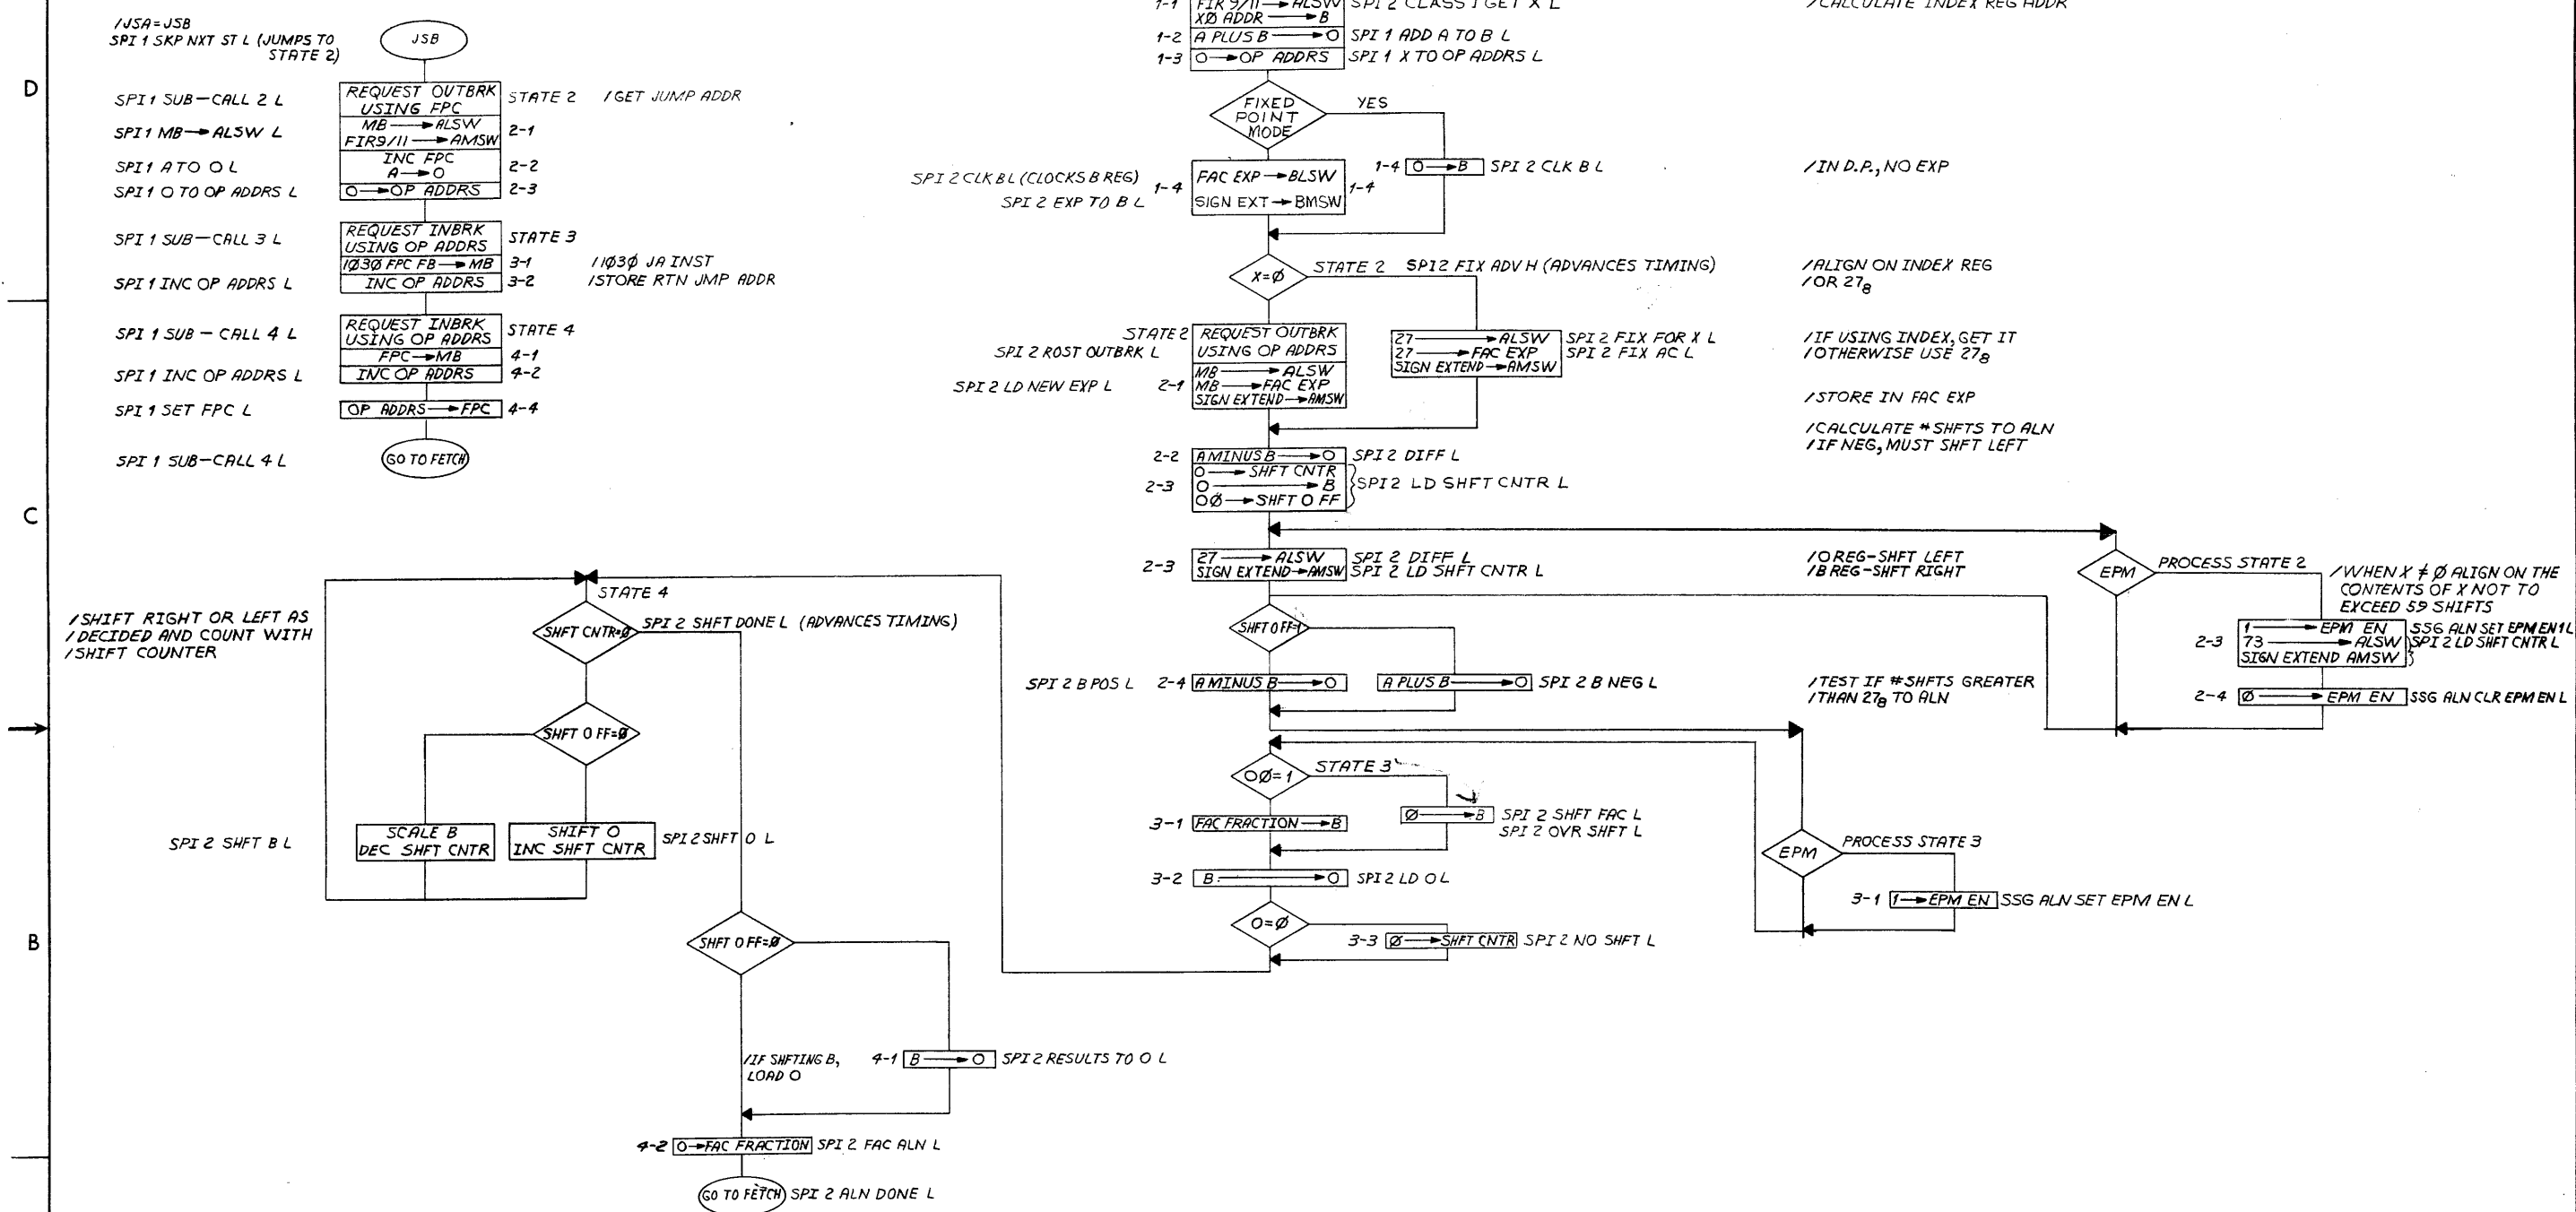 /JSA=JSB
SPI 1 SKP NXT ST L (JUMPS TO
STATE 2)
JSB
D
SPI 1 SUB-CALL 2 L
REQUEST OUTBRK
USING FPC
STATE 2 /GET JUMP ADDR
SPI 1 MB→ALSW L
MB→ALSW
FIR9/11→AMSW
2-1
SPI 1 A TO O L
INC FPC
A→O
2-2
SPI 1 O TO OP ADDRS L
O→OP ADDRS
2-3
SPI 1 SUB-CALL 3 L
REQUEST INBRK
USING OP ADDRS
STATE 3
1Ø3Ø FPC FB→MB
3-1
/1Ø3Ø JA INST
SPI 1 INC OP ADDRS L
INC OP ADDRS
3-2
/STORE RTN JMP ADDR
SPI 1 SUB-CALL 4 L
REQUEST INBRK
USING OP ADDRS
STATE 4
FPC→MB
4-1
SPI 1 INC OP ADDRS L
INC OP ADDRS
4-2
SPI 1 SET FPC L
OP ADDRS→FPC
4-4
SPI 1 SUB-CALL 4 L
GO TO FETCH
1-1
FIR 9/11→ALSW
XØ ADDR→B
SPI 2 CLASS 1 GET X L
/CALCULATE INDEX REG ADDR
1-2
A PLUS B→O
SPI 1 ADD A TO B L
1-3
O→OP ADDRS
SPI 1 X TO OP ADDRS L
FIXED
POINT
MODE
YES
SPI 2 CLK B L (CLOCKS B REG)
SPI 2 EXP TO B L
1-4
FAC EXP→BLSW
SIGN EXT→BMSW
1-4
1-4
O→B
SPI 2 CLK B L
/IN D.P., NO EXP
X=Ø
STATE 2 SPI2 FIX ADV H (ADVANCES TIMING)
/ALIGN ON INDEX REG
/OR 27₈
STATE 2
SPI 2 RQST OUTBRK L
REQUEST OUTBRK
USING OP ADDRS
SPI 2 LD NEW EXP L
2-1
MB→ALSW
MB→FAC EXP
SIGN EXTEND→AMSW
27→ALSW
27→FAC EXP
SIGN EXTEND→AMSW
SPI 2 FIX FOR X L
SPI 2 FIX AC L
/IF USING INDEX, GET IT
/OTHERWISE USE 27₈
/STORE IN FAC EXP
/CALCULATE # SHFTS TO ALN
/IF NEG, MUST SHFT LEFT
2-2
A MINUS B→O
SPI 2 DIFF L
2-3
O→SHFT CNTR
O→B
OØ→SHFT O FF
SPI 2 LD SHFT CNTR L
C
2-3
27→ALSW
SIGN EXTEND→AMSW
SPI 2 DIFF L
SPI 2 LD SHFT CNTR L
/O REG-SHFT LEFT
/B REG-SHFT RIGHT
EPM
PROCESS STATE 2
/WHEN X ≠ Ø ALIGN ON THE
CONTENTS OF X NOT TO
EXCEED 59 SHIFTS
2-3
1→EPM EN
73→ALSW
SIGN EXTEND AMSW
SSG ALN SET EPM EN 1 L
SPI 2 LD SHFT CNTR L
2-4
Ø→EPM EN
SSG ALN CLR EPM EN L
SHFT O FF=1
SPI 2 B POS L
2-4
A MINUS B→O
A PLUS B→O
SPI 2 B NEG L
/TEST IF #SHFTS GREATER
/THAN 27₈ TO ALN
OØ=1
STATE 3
3-1
FAC FRACTION→B
Ø→B
SPI 2 SHFT FAC L
SPI 2 OVR SHFT L
3-2
B→O
SPI 2 LD O L
O=Ø
3-3
Ø→SHFT CNTR
SPI 2 NO SHFT L
EPM
PROCESS STATE 3
3-1
1→EPM EN
SSG ALN SET EPM EN L
/SHIFT RIGHT OR LEFT AS
/DECIDED AND COUNT WITH
/SHIFT COUNTER
STATE 4
SHFT CNTR=Ø
SPI 2 SHFT DONE L (ADVANCES TIMING)
SHFT O FF=Ø
SPI 2 SHFT B L
SCALE B
DEC SHFT CNTR
SHIFT O
INC SHFT CNTR
SPI 2 SHFT O L
B
SHFT O FF=Ø
/IF SHFTING B,
LOAD O
4-1
B→O
SPI 2 RESULTS TO O L
4-2
O→FAC FRACTION
SPI 2 FAC ALN L
GO TO FETCH
SPI 2 ALN DONE L